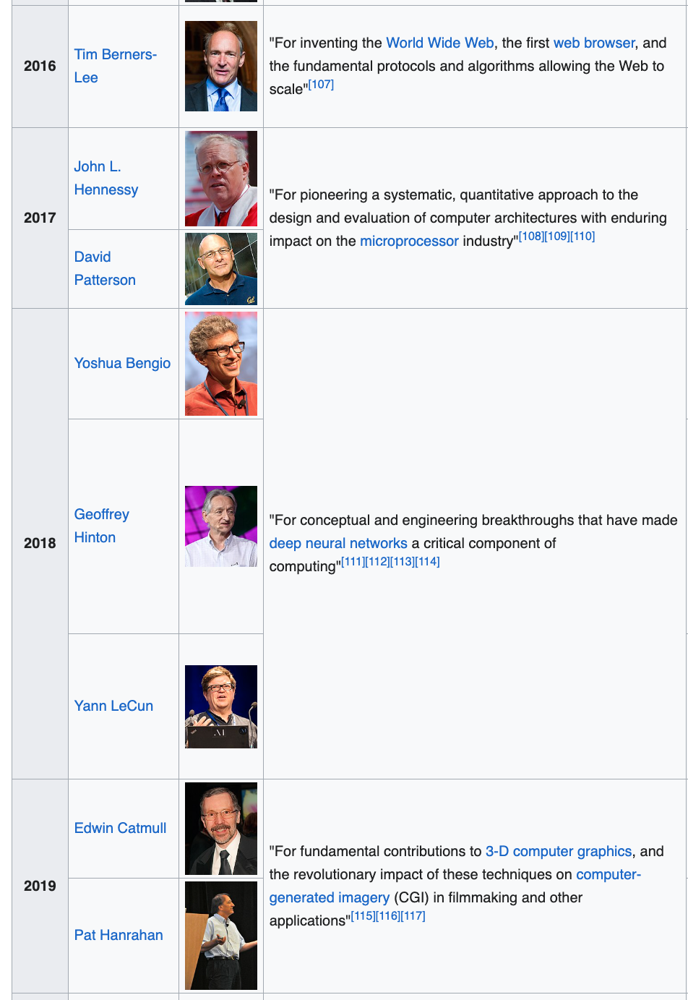 2016
Tim Berners-
Lee
"For inventing the World Wide Web, the first web browser, and
the fundamental protocols and algorithms allowing the Web to
scale"[107]
2017
John L.
Hennessy
David
Patterson
Cal
"For pioneering a systematic, quantitative approach to the
design and evaluation of computer architectures with enduring
impact on the microprocessor industry"[108][109][110]
2018
Yoshua Bengio
Geoffrey
Hinton
Yann LeCun
"For conceptual and engineering breakthroughs that have made
deep neural networks a critical component of
computing"[111][112][113][114]
2019
Edwin Catmull
Pat Hanrahan
"For fundamental contributions to 3-D computer graphics, and
the revolutionary impact of these techniques on computer-
generated imagery (CGI) in filmmaking and other
applications"[115][116][117]